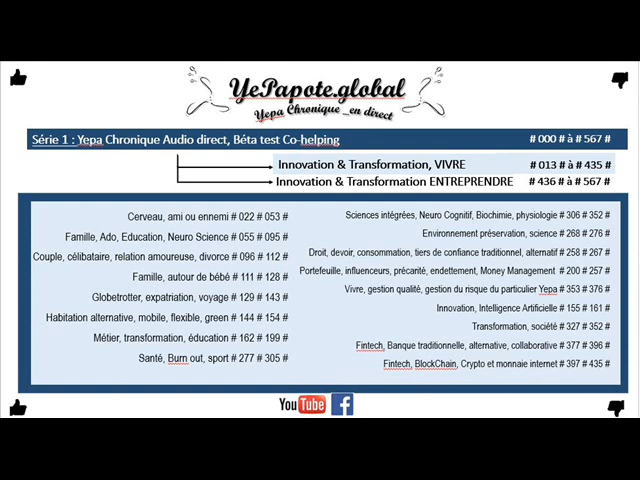 YePapote.global
Yepa Chronique _en direct
Série 1 : Yepa Chronique Audio direct, Béta test Co-helping # 000 # à # 567 #
Innovation & Transformation, VIVRE # 013 # à # 435 #
Innovation & Transformation ENTREPRENDRE # 436 # à # 567 #
Cerveau, ami ou ennemi # 022 # 053 #
Famille, Ado, Education, Neuro Science # 055 # 095 #
Couple, célibataire, relation amoureuse, divorce # 096 # 112 #
Famille, autour de bébé # 111 # 128 #
Globetrotter, expatriation, voyage # 129 # 143 #
Habitation alternative, mobile, flexible, green # 144 # 154 #
Métier, transformation, éducation # 162 # 199 #
Santé, Burn out, sport # 277 # 305 #
Sciences intégrées, Neuro Cognitif, Biochimie, physiologie # 306 # 352 #
Environnement préservation, science # 268 # 276 #
Droit, devoir, consommation, tiers de confiance traditionnel, alternatif # 258 # 267 #
Portefeuille, influenceurs, précarité, endettement, Money Management # 200 # 257 #
Vivre, gestion qualité, gestion du risque du particulier Yepa # 353 # 376 #
Innovation, Intelligence Artificielle # 155 # 161 #
Transformation, société # 327 # 352 #
Fintech, Banque traditionnelle, alternative, collaborative # 377 # 396 #
Fintech, BlockChain, Crypto et monnaie internet # 397 # 435 #
YouTube f